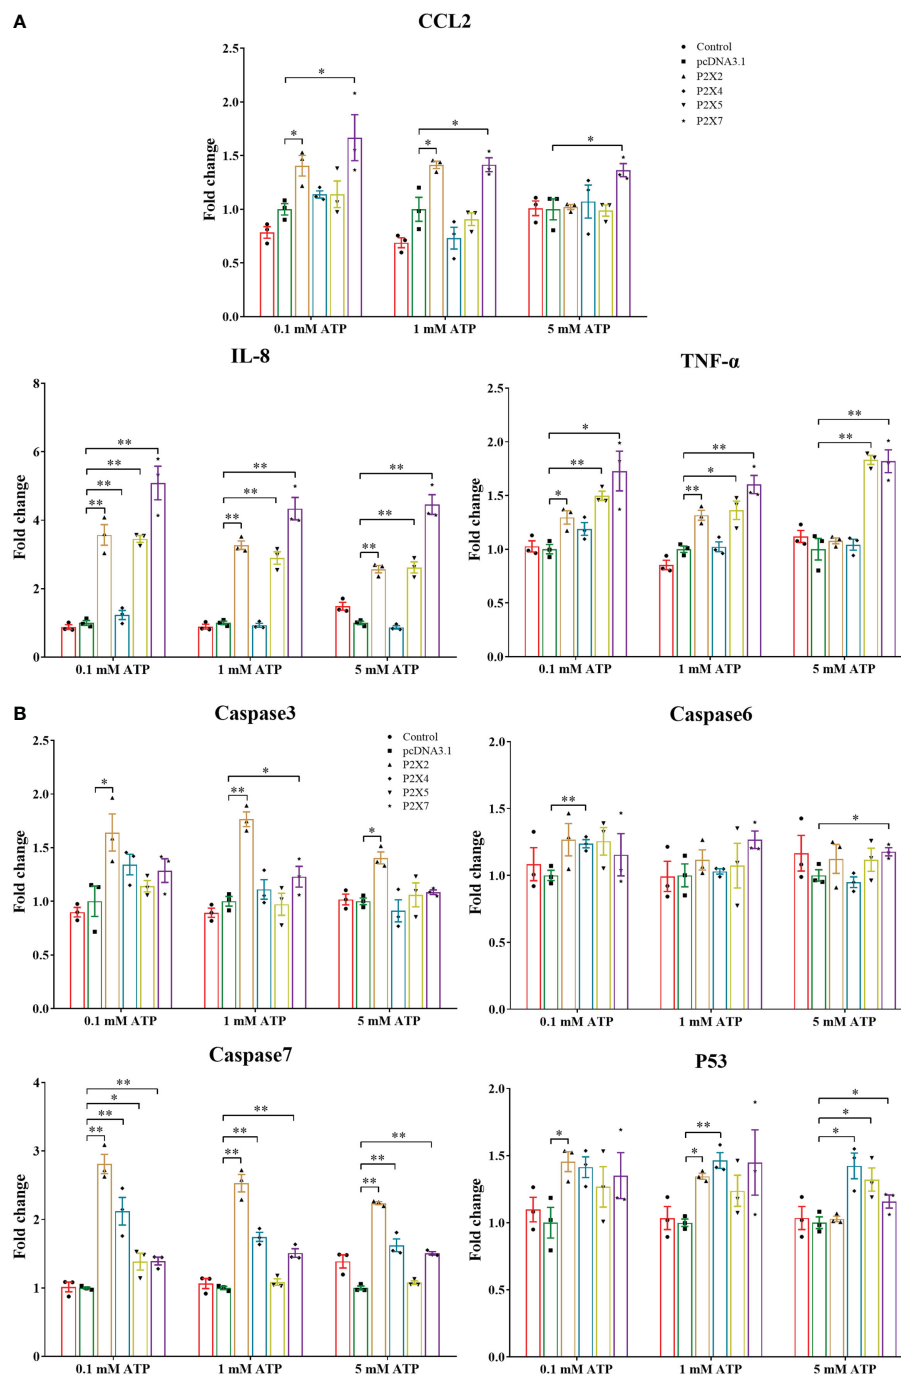 A
CCL2
Fold change
2.5
2.0
1.5
1.0
0.5
0.0
Control
pcDNA3.1
P2X2
P2X4
P2X5
P2X7
*
*
*
*
*
0.1 mM ATP
1 mM ATP
5 mM ATP
IL-8
Fold change
8
6
4
2
0
**
**
**
**
**
**
**
**
**
**
0.1 mM ATP
1 mM ATP
5 mM ATP
TNF-α
Fold change
2.5
2.0
1.5
1.0
0.5
0.0
*
**
*
**
*
**
**
**
0.1 mM ATP
1 mM ATP
5 mM ATP
B
Caspase3
Fold change
2.5
2.0
1.5
1.0
0.5
0.0
Control
pcDNA3.1
P2X2
P2X4
P2X5
P2X7
*
*
**
*
0.1 mM ATP
1 mM ATP
5 mM ATP
Caspase6
Fold change
2.0
1.5
1.0
0.5
0.0
**
*
0.1 mM ATP
1 mM ATP
5 mM ATP
Caspase7
Fold change
4
3
2
1
0
**
*
**
**
**
**
**
**
**
**
0.1 mM ATP
1 mM ATP
5 mM ATP
P53
Fold change
2.0
1.5
1.0
0.5
0.0
*
**
*
*
*
*
0.1 mM ATP
1 mM ATP
5 mM ATP